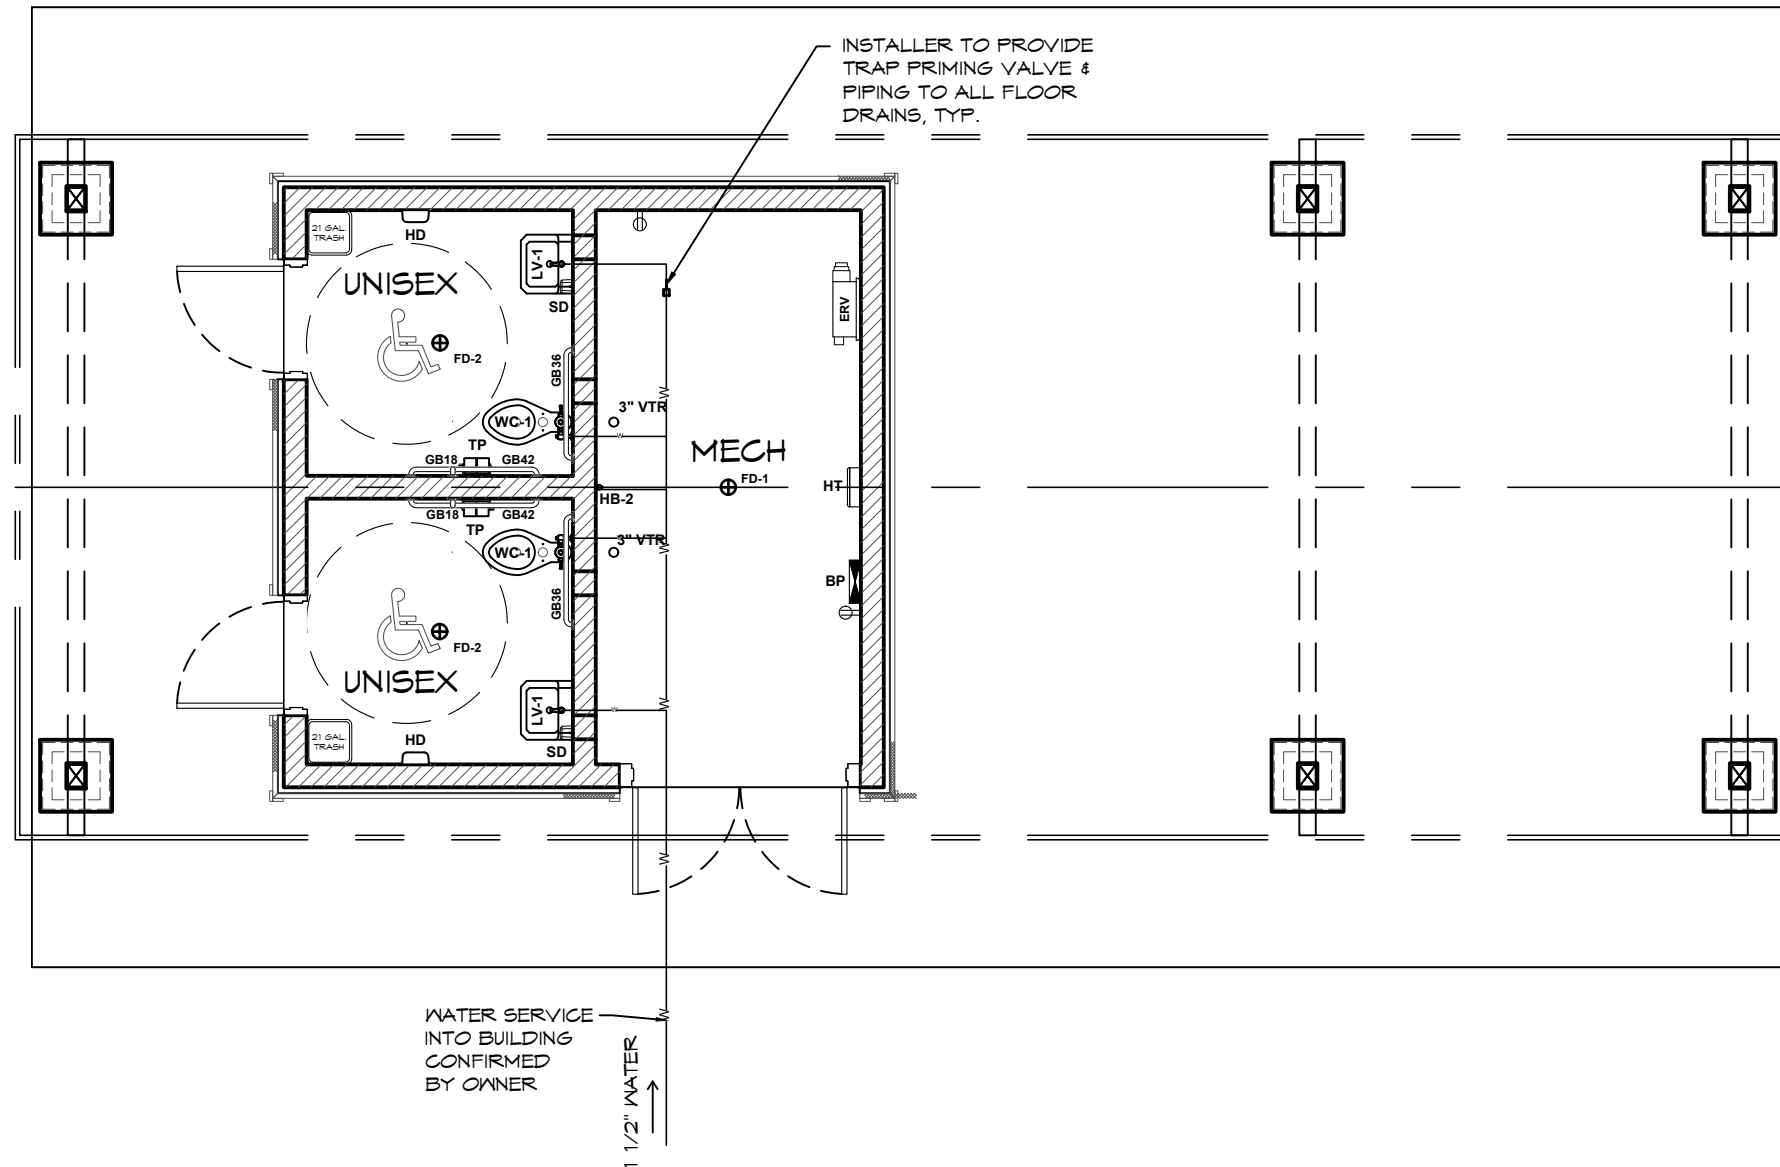 INSTALLER TO PROVIDE
TRAP PRIMING VALVE &
PIPING TO ALL FLOOR
DRAINS, TYP.
21 GAL.
TRASH
HD
UNISEX
LV-1
SD
FD-2
GB36
WC-1
3" VTR
TP
GB18
GB42
ERV
MECH
FD-1
HT
HB-2
GB18
GB42
TP
WC-1
3" VTR
BP
GB36
FD-2
UNISEX
LV-1
21 GAL.
TRASH
HD
SD
W
W
W
W
W
W
W
W
WATER SERVICE
INTO BUILDING
CONFIRMED
BY OWNER
1 1/2" WATER